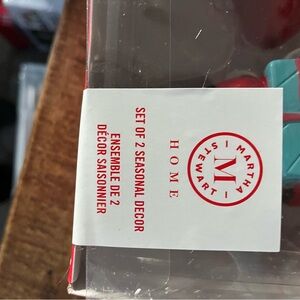 MARTHA
M
STEWART
HOME
SET OF 2 SEASONAL DECOR
ENSEMBLE DE 2
DÉCOR SAISONNIER